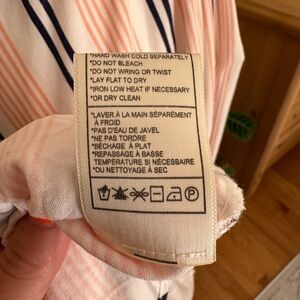 *HAND WASH COLD SEPARATELY
*DO NOT BLEACH
*DO NOT WRING OR TWIST
*LAY FLAT TO DRY
*IRON LOW HEAT IF NECESSARY
*OR DRY CLEAN
*LAVER À LA MAIN SÉPARÉMENT
À FROID
*PAS D'EAU DE JAVEL
*NE PAS TORDRE
*SÉCHAGE À PLAT
*REPASSAGE À BASSE
TEMPÉRATURE SI NÉCESSAIRE
*OU NETTOYAGE À SEC
P